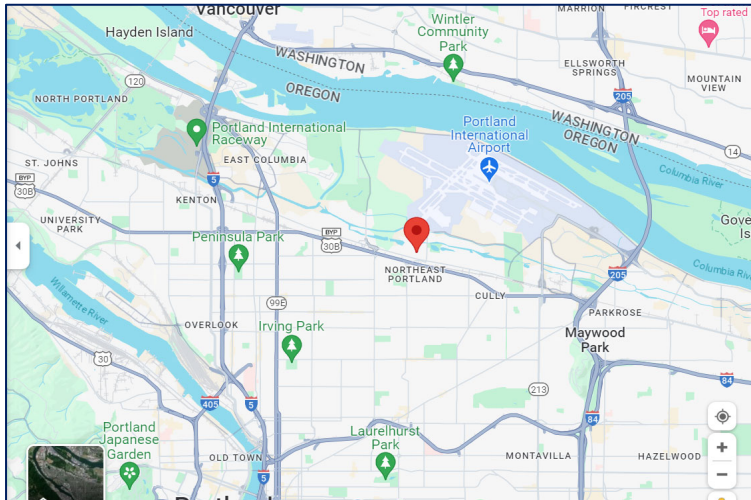 Vancouver
Hayden Island
Wintler
Community
Park
MARRION
FIRCREST
Top rated
WASHINGTON
OREGON
ELLSWORTH
SPRINGS
MOUNTAIN
VIEW
120
205
NORTH PORTLAND
Portland
International
Airport
WASHINGTON
OREGON
Portland International
Raceway
14
ST. JOHNS
EAST COLUMBIA
Columbia River
BYP
30B
5
KENTON
UNIVERSITY
PARK
BYP
30B
Gove
Is
Peninsula Park
NORTHEAST
PORTLAND
205
Columbia Rive
CULLY
Willamette River
99E
PARKROSE
OVERLOOK
Irving Park
Maywood
Park
30
84
213
405
5
84
Portland
Japanese
Garden
Laurelhurst
Park
OLD TOWN
MONTAVILLA
HAZELWOOD
5